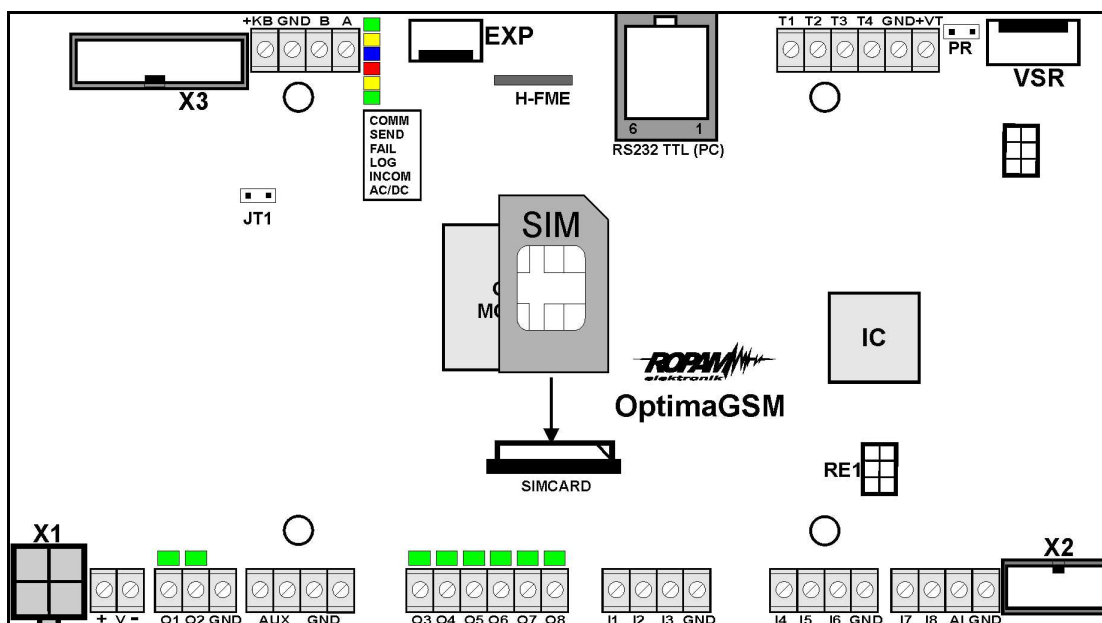 +KB GND B A
T1 T2 T3 T4 GND+VT
EXP
PR
VSR
X3
H-FME
6 1
RS232 TTL (PC)
COMM
SEND
FAIL
LOG
INCOM
AC/DC
JT1
SIM
IC
ROPAM
elektronik
OptimaGSM
RE1
SIMCARD
X1
X2
+ V -
O1 O2 GND
AUX GND
O3 O4 O5 O6 O7 O8
I1 I2 I3 GND
I4 I5 I6 GND
I7 I8 AI GND